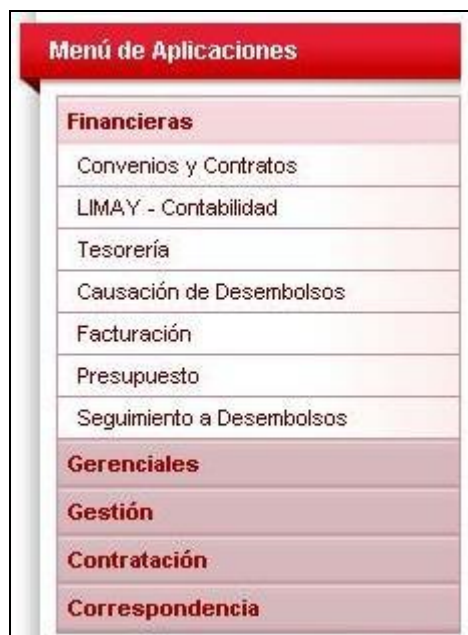 Menú de Aplicaciones
Financieras
Convenios y Contratos
LIMAY - Contabilidad
Tesorería
Causación de Desembolsos
Facturación
Presupuesto
Seguimiento a Desembolsos
Gerenciales
Gestión
Contratación
Correspondencia